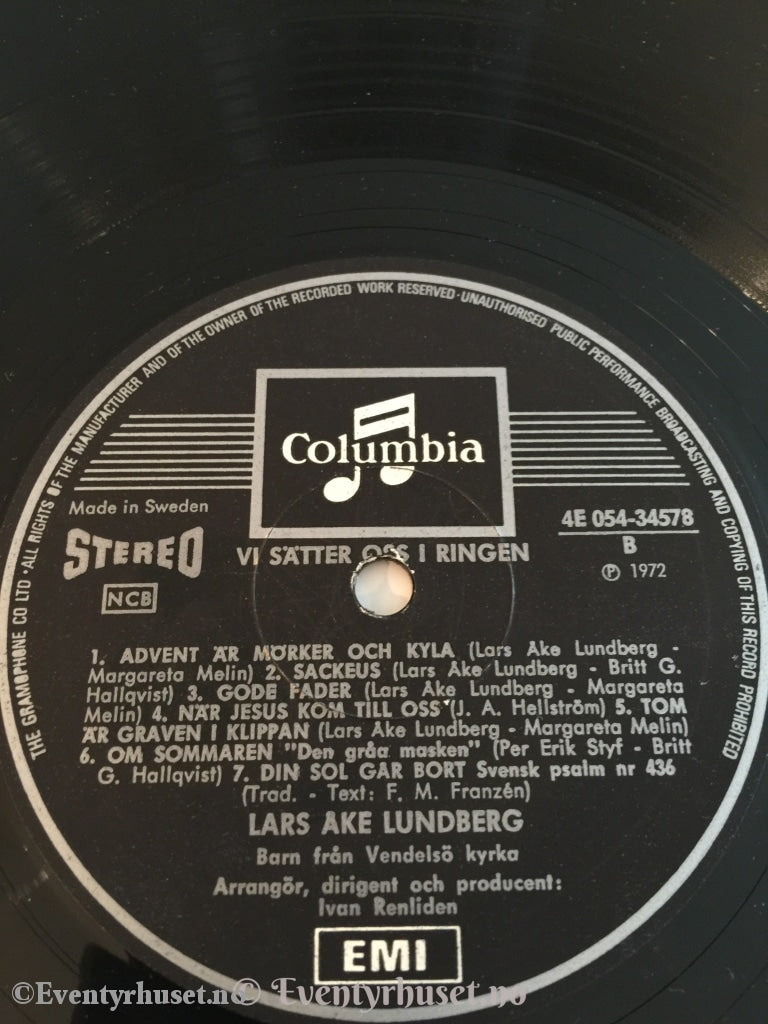 THE GRAMOPHONE CO LTD · ALL RIGHTS OF THE MANUFACTURER AND OF THE OWNER OF THE RECORDED WORK RESERVED · UNAUTHORISED PUBLIC PERFORMANCE BROADCASTING AND COPYING OF THIS RECORD PROHIBITED
Columbia
Made in Sweden
STEREO
NCB
VI SÄTTER OSS I RINGEN
4E 054-34578
B
Ⓟ 1972
1. ADVENT ÄR MÖRKER OCH KYLA (Lars Åke Lundberg -
Margareta Melin) 2. SACKEUS (Lars Åke Lundberg - Britt G.
Hallqvist) 3. GODE FADER (Lars Åke Lundberg - Margareta
Melin) 4. NÄR JESUS KOM TILL OSS (J. A. Hellström) 5. TOM
ÄR GRAVEN I KLIPPAN (Lars Åke Lundberg - Margareta Melin)
6. OM SOMMAREN "Den gråa masken" (Per Erik Styf - Britt
G. Hallqvist) 7. DIN SOL GÅR BORT Svensk psalm nr 436
(Trad. - Text: F. M. Franzén)
LARS ÅKE LUNDBERG
Barn från Vendelsö kyrka
Arrangör, dirigent och producent:
Ivan Renliden
EMI
©Eventyrhuset.no © Eventyrhuset.no